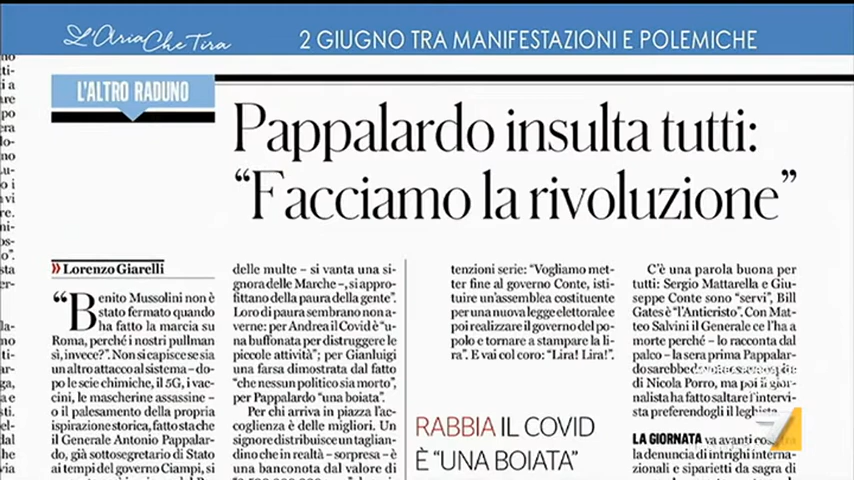 L'Aria Che Tira
2 GIUGNO TRA MANIFESTAZIONI E POLEMICHE
L'ALTRO RADUNO
Pappalardo insulta tutti:
“Facciamo la rivoluzione”
» Lorenzo Giarelli
“Benito Mussolini non è
stato fermato quando
ha fatto la marcia su
Roma, perché i nostri pullman
sì, invece?”. Non si capisce se sia
un altro attacco al sistema – do-
po le scie chimiche, il 5G, i vac-
cini, le mascherine assassine –
o il palesamento della propria
ispirazione storica, fatto sta che
il Generale Antonio Pappalar-
do, già sottosegretario di Stato
ai tempi del governo Ciampi, si
delle multe – si vanta una si-
gnora delle Marche –, si appro-
fittano della paura della gente”.
Loro di paura sembrano non a-
verne: per Andrea il Covid è “u-
na buffonata per distruggere le
piccole attività”; per Gianluigi
una farsa dimostrata dal fatto
“che nessun politico sia morto”,
per Pappalardo “una boiata”.
Per chi arriva in piazza l'ac-
coglienza è delle migliori. Un
signore distribuisce un taglian-
dino che in realtà – sorpresa – è
una banconota dal valore di
tenzioni serie: “Vogliamo met-
ter fine al governo Conte, isti-
tuire un'assemblea costituente
per una nuova legge elettorale e
poi realizzare il governo del po-
polo e tornare a stampare la li-
ra”. E vai col coro: “Lira! Lira!”.
RABBIA IL COVID
È “UNA BOIATA”
C'è una parola buona per
tutti: Sergio Mattarella e Giu-
seppe Conte sono “servi”, Bill
Gates è “l'Anticristo”. Con Mat-
teo Salvini il Generale ce l'ha a
morte perché – lo racconta dal
palco – la sera prima Pappalar-
do sarebbe
di Nicola Porro, ma poi il gior-
nalista ha fatto saltare l'intervi-
sta preferendogli il leghista.
LA GIORNATA va avanti
la denuncia di intrighi inter-
nazionali e siparietti da sagra di